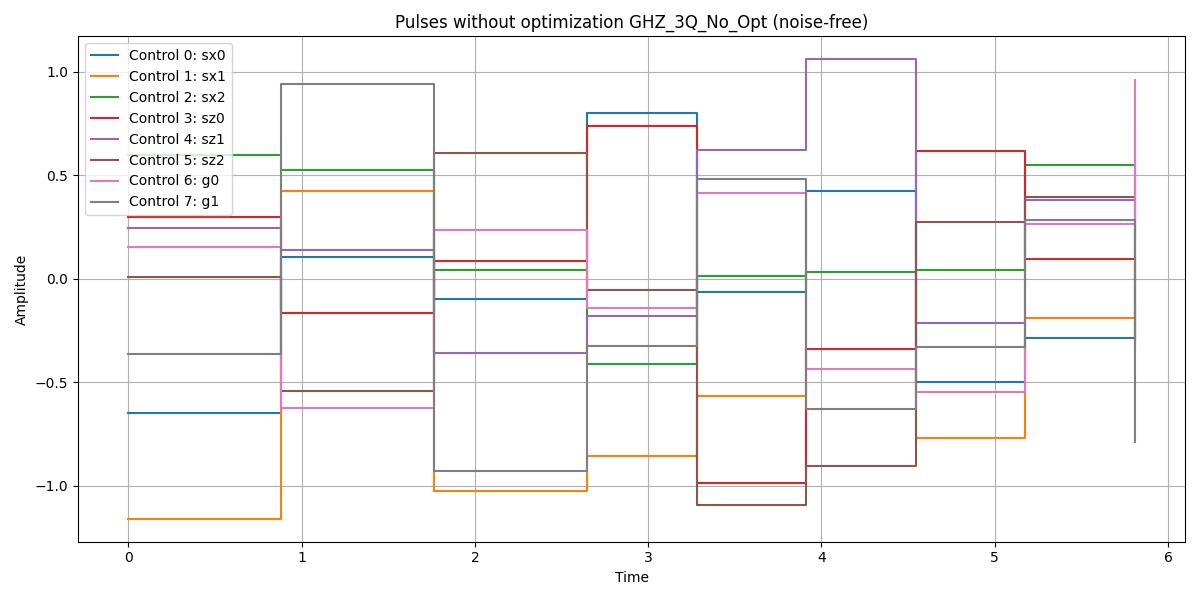 Pulses without optimization GHZ_3Q_No_Opt (noise-free)
Control 0: sx0
Control 1: sx1
Control 2: sx2
Control 3: sz0
Control 4: sz1
Control 5: sz2
Control 6: g0
Control 7: g1
1.0
0.5
0.0
−0.5
−1.0
Amplitude
0 1 2 3 4 5 6
Time